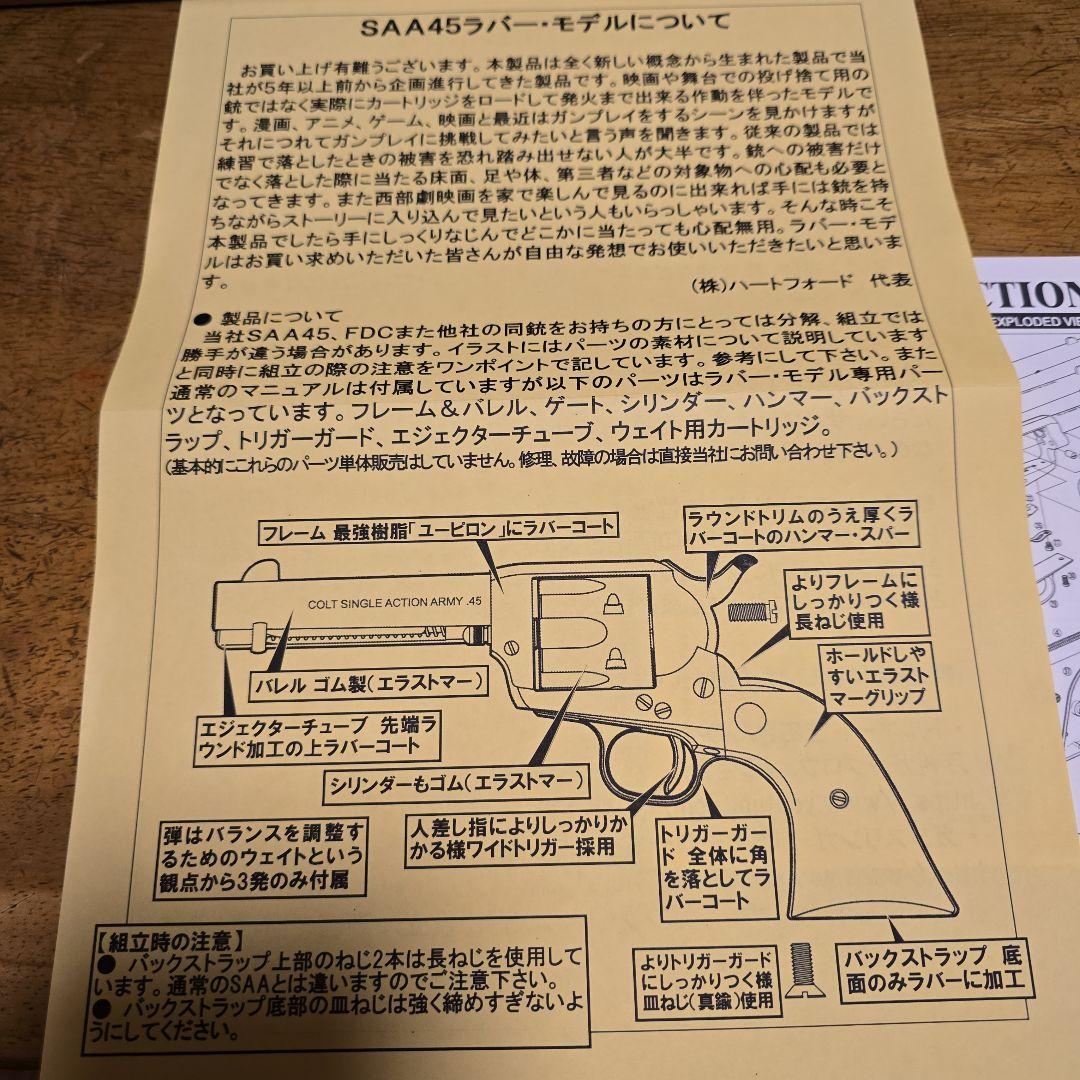 SAA45ラバー・モデルについて
お買い上げ有難うございます。本製品は全く新しい概念から生まれた製品で当
社が5年以上前から企画進行してきた製品です。映画や舞台での投げ捨て用の
銃ではなく実際にカートリッジをロードして発火まで出来る作動を伴ったモデルで
す。漫画、アニメ、ゲーム、映画と最近はガンプレイをするシーンを見かけますが
それにつれてガンプレイに挑戦してみたいと言う声を聞きます。従来の製品では
練習で落としたときの被害を恐れ踏み出せない人が大半です。銃への被害だけ
でなく落とした際に当たる床面、足や体、第三者などの対象物への心配も必要と
なってきます。また西部劇映画を家で楽しんで見るのに出来れば手には銃を持
ちながらストーリーに入り込んで見たいという人もいらっしゃいます。そんな時こそ
本製品でしたら手にしっくりなじんでどこかに当たっても心配無用。ラバー・モデ
ルはお買い求めいただいた皆さんが自由な発想でお使いいただきたいと思いま
す。
(株)ハートフォード 代表
● 製品について
当社SAA45、FDCまた他社の同銃をお持ちの方にとっては分解、組立では
勝手が違う場合があります。イラストにはパーツの素材について説明しています
と同時に組立の際の注意をワンポイントで記しています。参考にして下さい。また
通常のマニュアルは付属していますが以下のパーツはラバー・モデル専用パー
ツとなっています。フレーム&バレル、ゲート、シリンダー、ハンマー、バックスト
ラップ、トリガーガード、エジェクターチューブ、ウェイト用カートリッジ。
(基本的にこれらのパーツ単体販売はしていません。修理、故障の場合は直接当社にお問い合わせ下さい。)
CTION
EXPLODED VIE
フレーム 最強樹脂「ユーピロン」にラバーコート
ラウンドトリムのうえ厚くラ
バーコートのハンマー・スパー
よりフレームに
しっかりつく様
長ねじ使用
COLT SINGLE ACTION ARMY .45
ホールドしや
すいエラスト
マーグリップ
バレル ゴム製(エラストマー)
エジェクターチューブ 先端ラ
ウンド加工の上ラバーコート
シリンダーもゴム(エラストマー)
弾はバランスを調整す
るためのウェイトという
観点から3発のみ付属
人差し指によりしっかりか
かる様ワイドトリガー採用
トリガーガー
ド 全体に角
を落としてラ
バーコート
【組立時の注意】
● バックストラップ上部のねじ2本は長ねじを使用して
います。通常のSAAとは違いますのでご注意下さい。
● バックストラップ底部の皿ねじは強く締めすぎないよ
うにしてください。
よりトリガーガード
にしっかりつく様
皿ねじ(真鍮)使用
バックストラップ 底
面のみラバーに加工